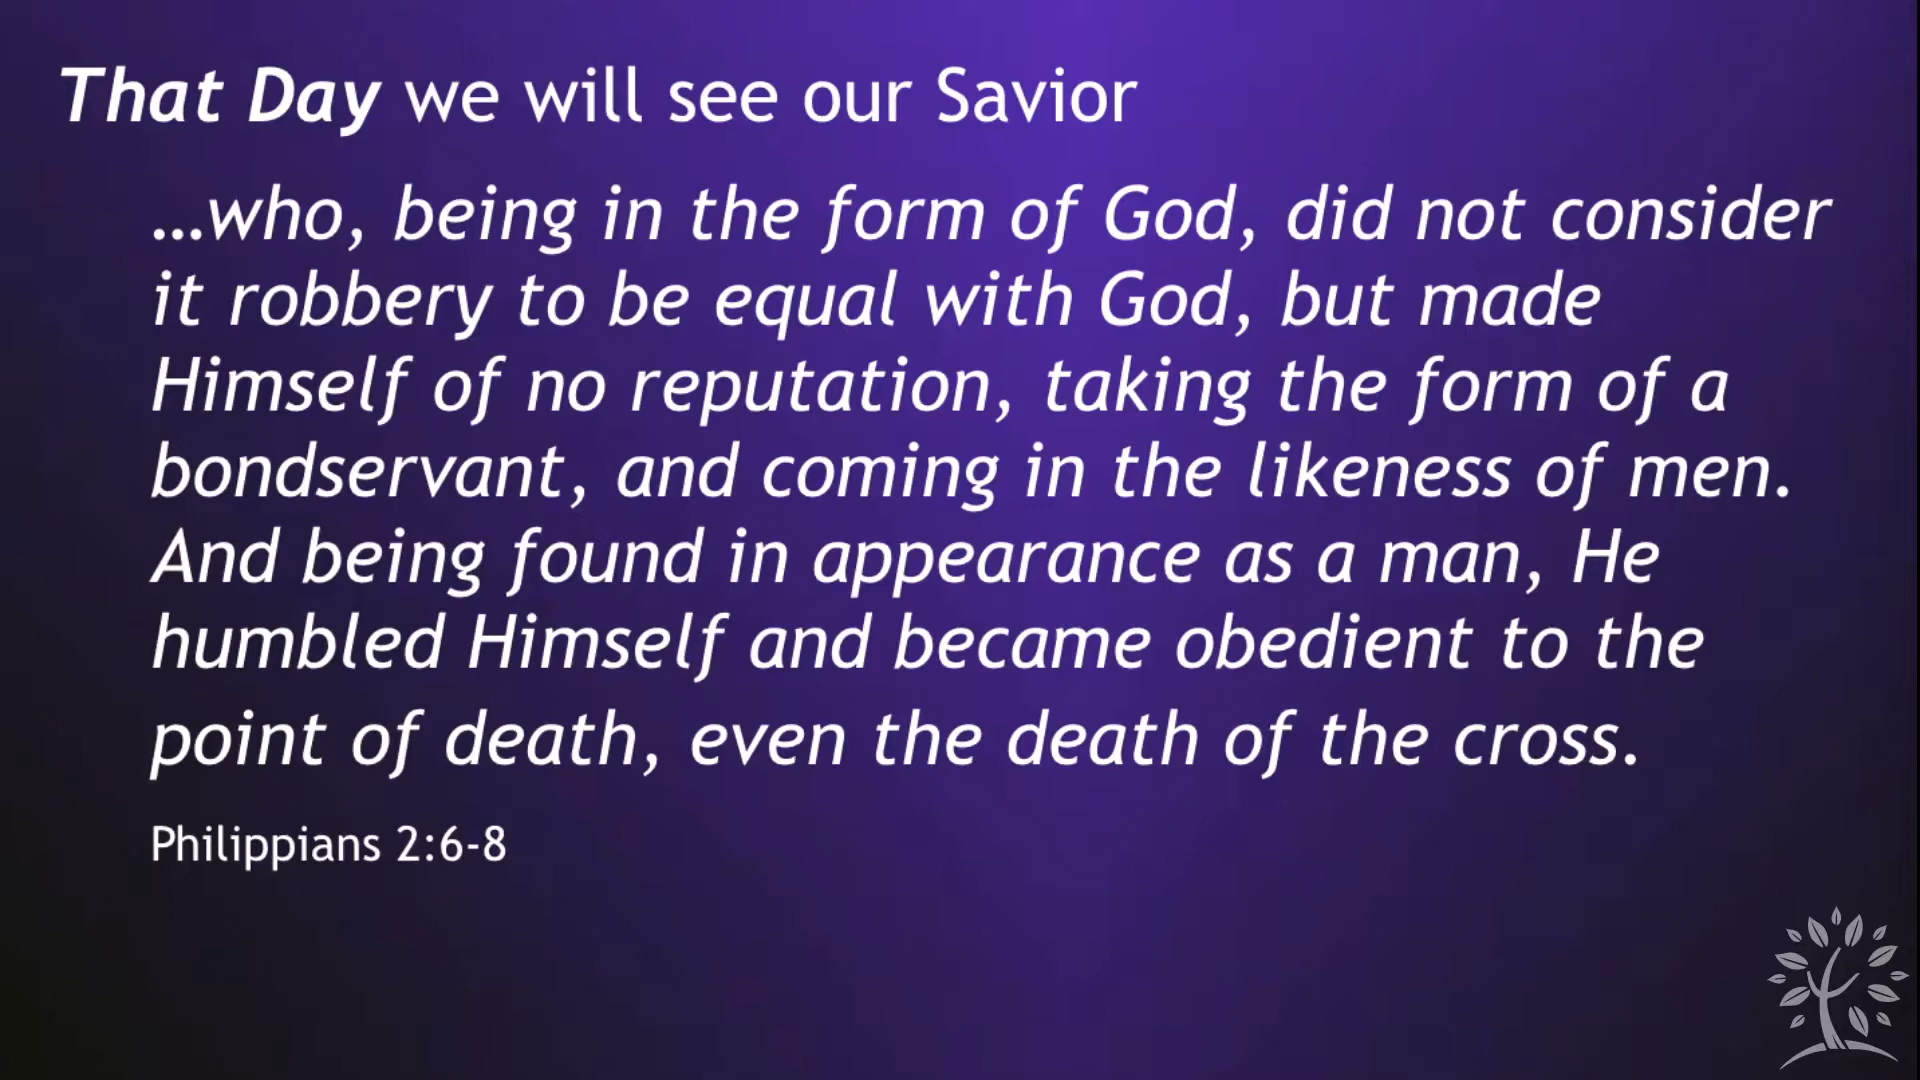 That Day we will see our Savior
…who, being in the form of God, did not consider
it robbery to be equal with God, but made
Himself of no reputation, taking the form of a
bondservant, and coming in the likeness of men.
And being found in appearance as a man, He
humbled Himself and became obedient to the
point of death, even the death of the cross.
Philippians 2:6-8